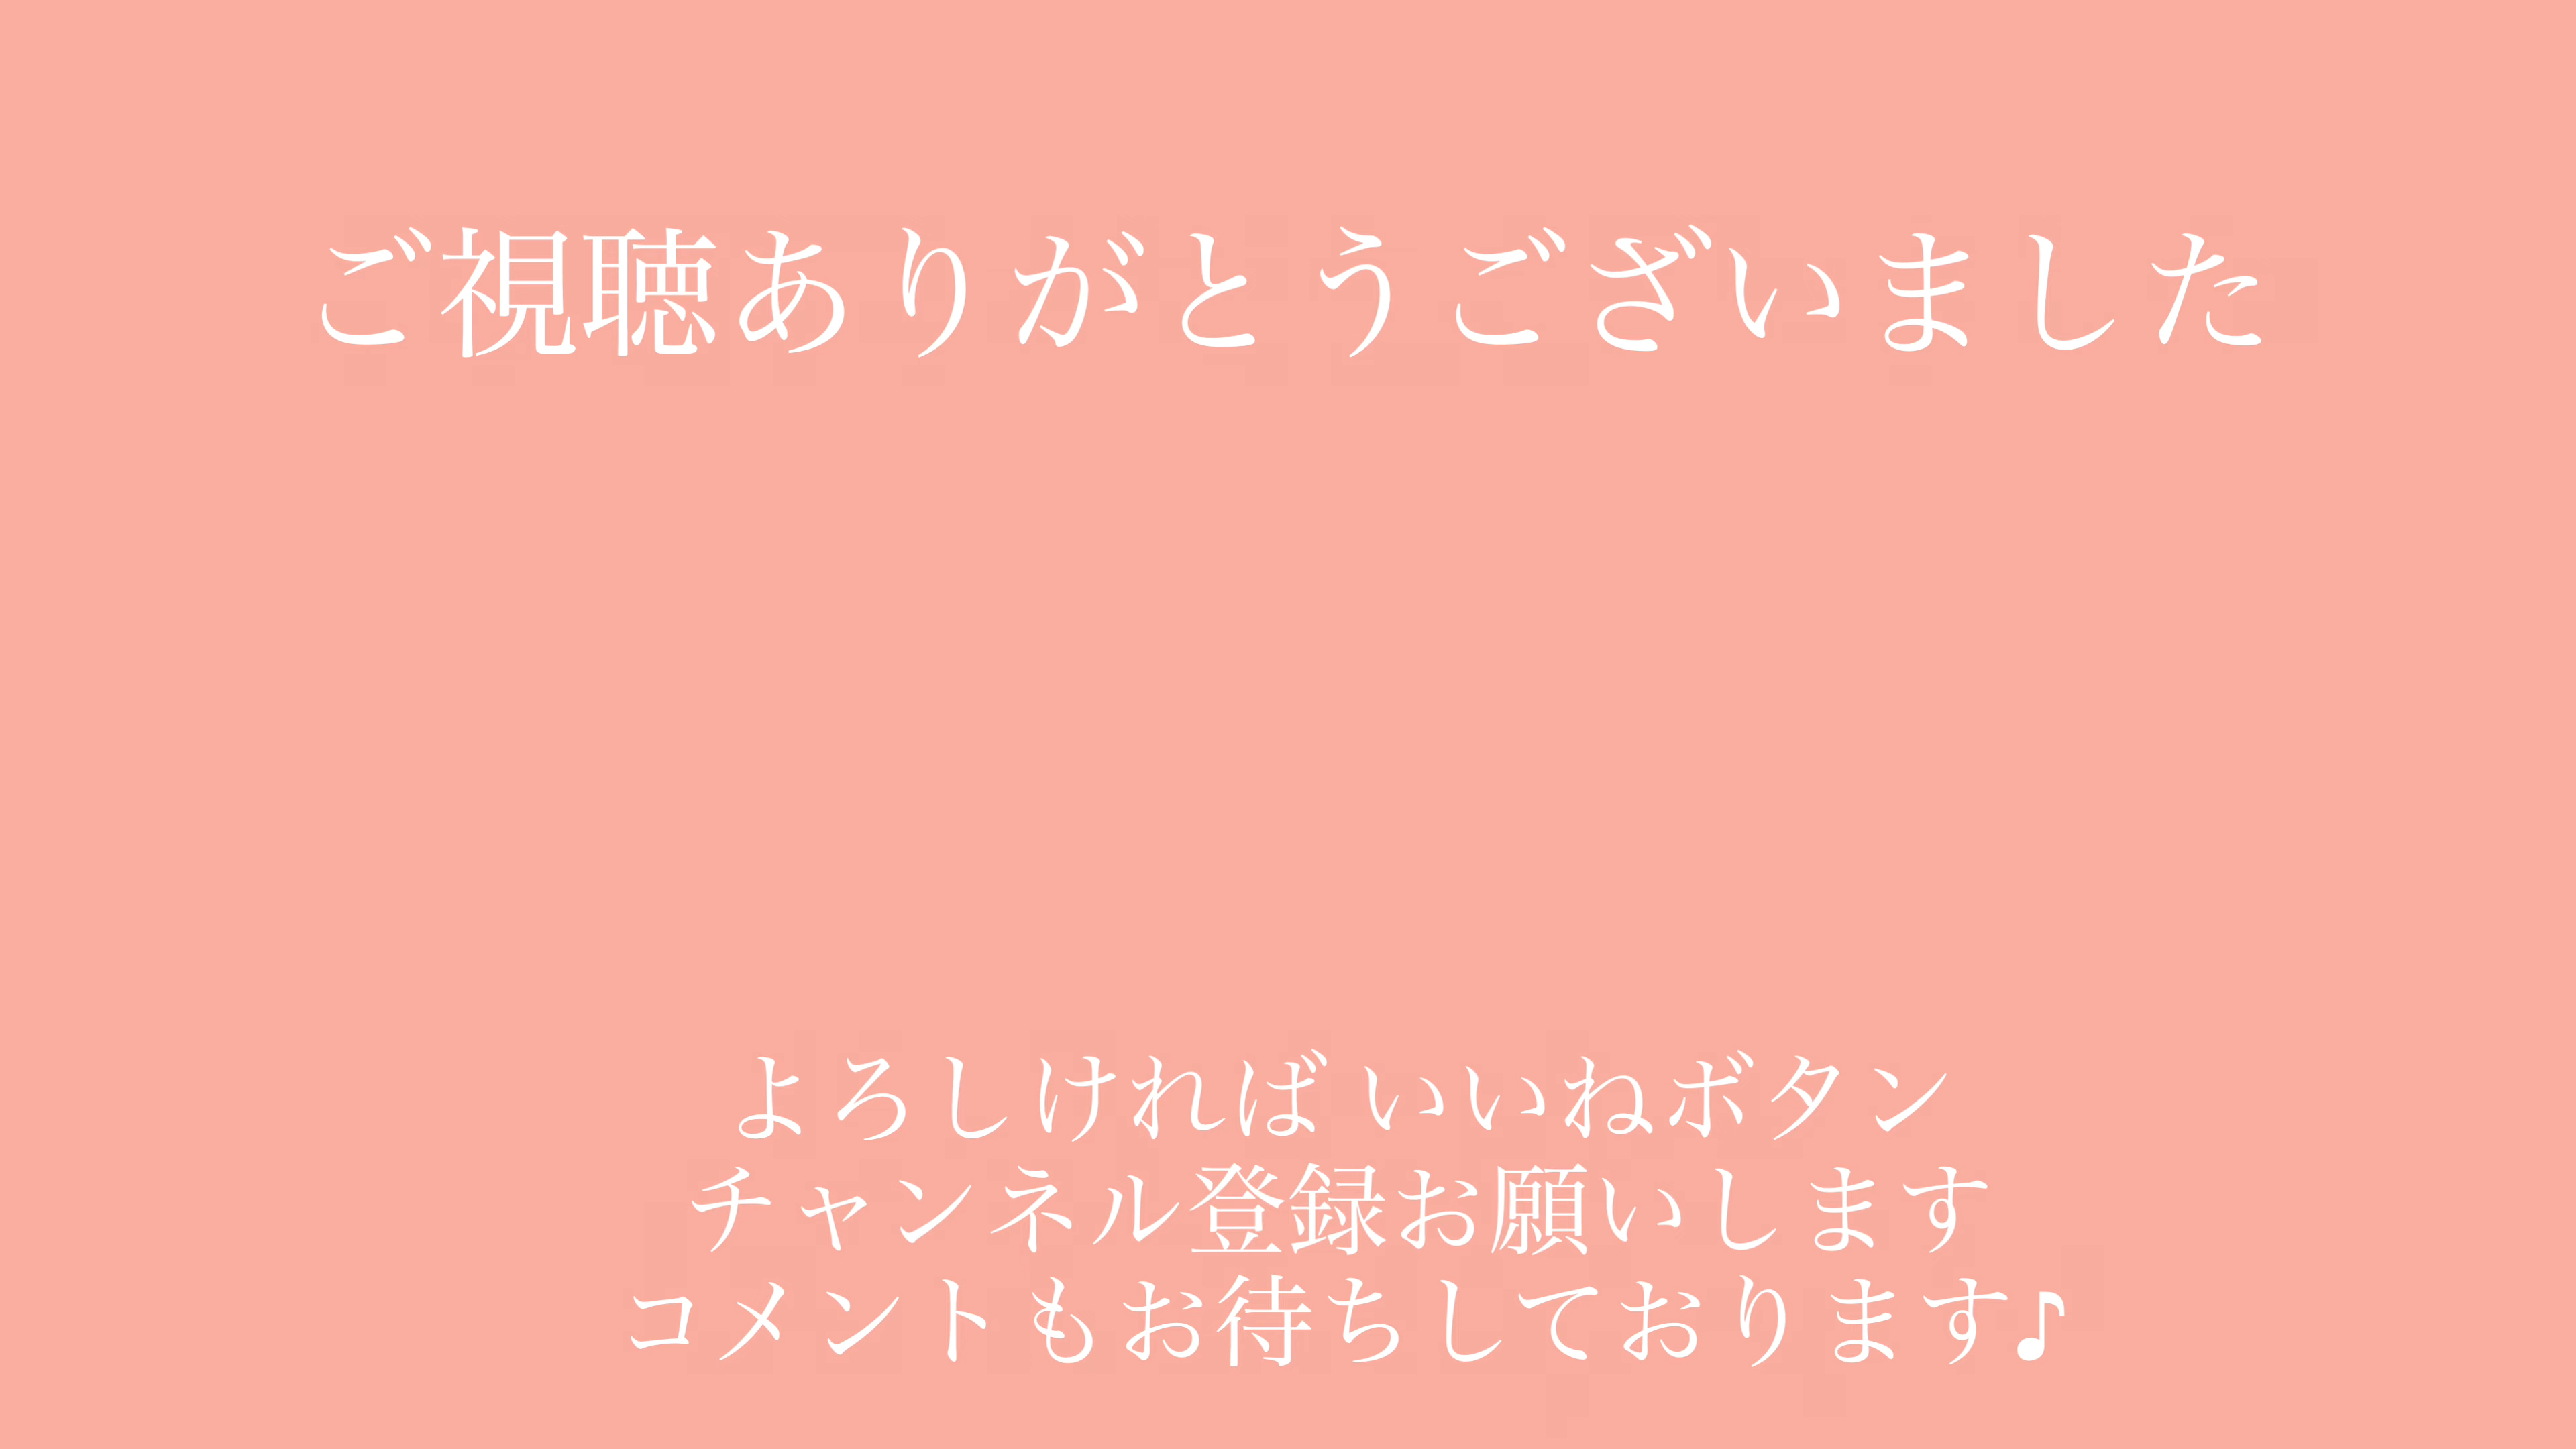 ご視聴ありがとうございました
よろしければ いいねボタン
チャンネル登録お願いします
コメントもお待ちしております♪